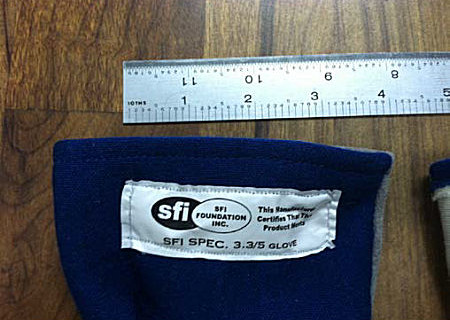 11 10 9 8
1 2 3 4 5
10THS
sfi
SFI
FOUNDATION
INC.
This Manufacturer
Certifies That This
Product Meets
SFI SPEC. 3.3/5 GLOVE